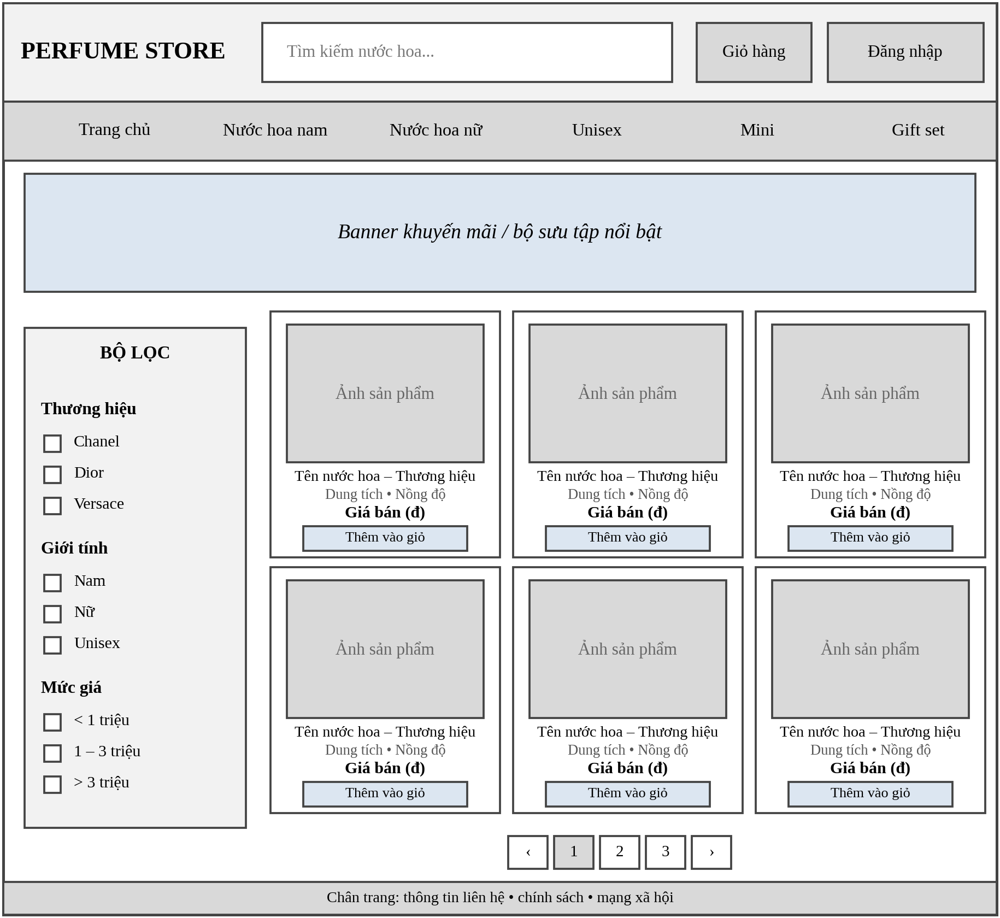 PERFUME STORE
Tìm kiếm nước hoa...
Giỏ hàng
Đăng nhập
Trang chủ
Nước hoa nam
Nước hoa nữ
Unisex
Mini
Gift set
Banner khuyến mãi / bộ sưu tập nổi bật
BỘ LỌC
Thương hiệu
Chanel
Dior
Versace
Giới tính
Nam
Nữ
Unisex
Mức giá
< 1 triệu
1 – 3 triệu
> 3 triệu
Ảnh sản phẩm
Tên nước hoa – Thương hiệu
Dung tích • Nồng độ
Giá bán (đ)
Thêm vào giỏ
Ảnh sản phẩm
Tên nước hoa – Thương hiệu
Dung tích • Nồng độ
Giá bán (đ)
Thêm vào giỏ
Ảnh sản phẩm
Tên nước hoa – Thương hiệu
Dung tích • Nồng độ
Giá bán (đ)
Thêm vào giỏ
Ảnh sản phẩm
Tên nước hoa – Thương hiệu
Dung tích • Nồng độ
Giá bán (đ)
Thêm vào giỏ
Ảnh sản phẩm
Tên nước hoa – Thương hiệu
Dung tích • Nồng độ
Giá bán (đ)
Thêm vào giỏ
Ảnh sản phẩm
Tên nước hoa – Thương hiệu
Dung tích • Nồng độ
Giá bán (đ)
Thêm vào giỏ
‹ 1 2 3 ›
Chân trang: thông tin liên hệ • chính sách • mạng xã hội